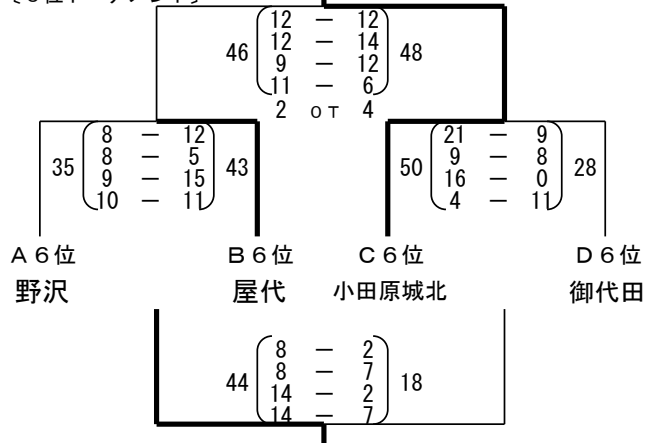 [6位トーナメント]
12 — 12
12 — 14
46 9 — 12 48
11 — 6
2 OT 4
8 — 12 21 — 9
8 — 5 9 — 8
35 9 — 15 43 50 16 — 0 28
10 — 11 4 — 11
A6位 B6位 C6位 D6位
野沢 屋代 小田原城北 御代田
8 — 2
8 — 7
44 14 — 2 18
14 — 7